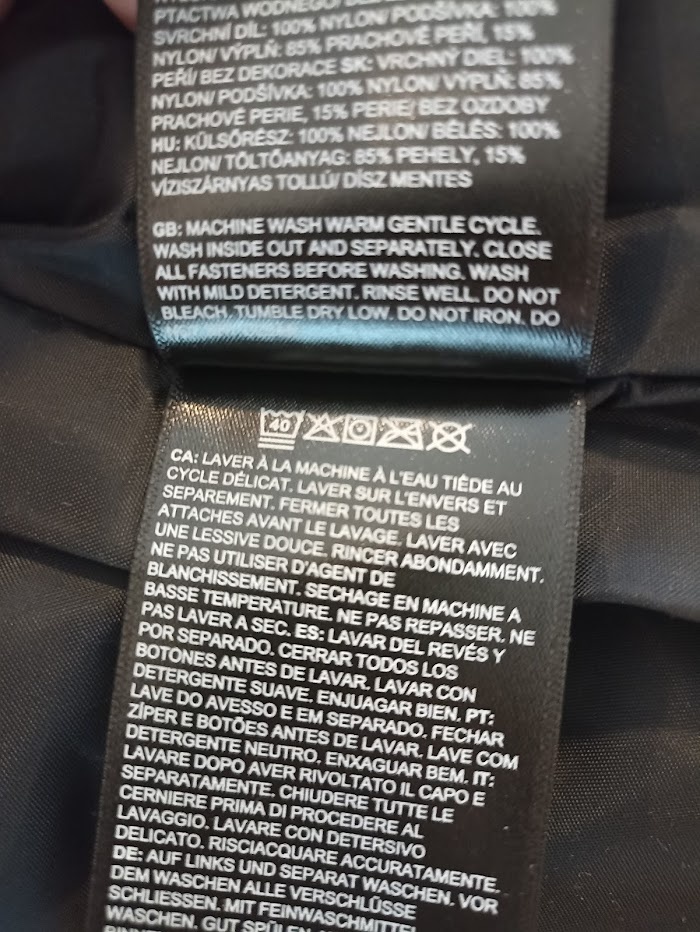 PTACTWA WODNEGO/
SVRCHNÍ DÍL: 100% NYLON/ PODŠÍVKA: 100%
NYLON/ VÝPLŇ: 85% PRACHOVÉ PEŘÍ, 15%
PEŘÍ/ BEZ DEKORACE SK: VRCHNÝ DIEL: 100%
NYLON/ PODŠÍVKA: 100% NYLON/ VÝPLŇ: 85%
PRACHOVÉ PERIE, 15% PERIE/ BEZ OZDOBY
HU: KÜLSŐRÉSZ: 100% NEJLON/ BÉLÉS: 100%
NEJLON/ TÖLTŐANYAG: 85% PEHELY, 15%
VÍZISZÁRNYAS TOLLÚ/ DÍSZ MENTES
GB: MACHINE WASH WARM GENTLE CYCLE.
WASH INSIDE OUT AND SEPARATELY. CLOSE
ALL FASTENERS BEFORE WASHING. WASH
WITH MILD DETERGENT. RINSE WELL. DO NOT
BLEACH. TUMBLE DRY LOW. DO NOT IRON. DO
40
CA: LAVER À LA MACHINE À L'EAU TIÈDE AU
CYCLE DÉLICAT. LAVER SUR L'ENVERS ET
SEPAREMENT. FERMER TOUTES LES
ATTACHES AVANT LE LAVAGE. LAVER AVEC
UNE LESSIVE DOUCE. RINCER ABONDAMMENT.
NE PAS UTILISER D'AGENT DE
BLANCHISSEMENT. SECHAGE EN MACHINE A
BASSE TEMPERATURE. NE PAS REPASSER. NE
PAS LAVER A SEC. ES: LAVAR DEL REVÉS Y
POR SEPARADO. CERRAR TODOS LOS
BOTONES ANTES DE LAVAR. LAVAR CON
DETERGENTE SUAVE. ENJUAGAR BIEN. PT:
LAVE DO AVESSO E EM SEPARADO. FECHAR
ZÍPER E BOTÕES ANTES DE LAVAR. LAVE COM
DETERGENTE NEUTRO. ENXAGUAR BEM. IT:
LAVARE DOPO AVER RIVOLTATO IL CAPO E
SEPARATAMENTE. CHIUDERE TUTTE LE
CERNIERE PRIMA DI PROCEDERE AL
LAVAGGIO. LAVARE CON DETERSIVO
DELICATO. RISCIACQUARE ACCURATAMENTE.
DE: AUF LINKS UND SEPARAT WASCHEN. VOR
DEM WASCHEN ALLE VERSCHLÜSSE
SCHLIESSEN. MIT FEINWASCHMITTEL
WASCHEN. GUT SPÜLEN.